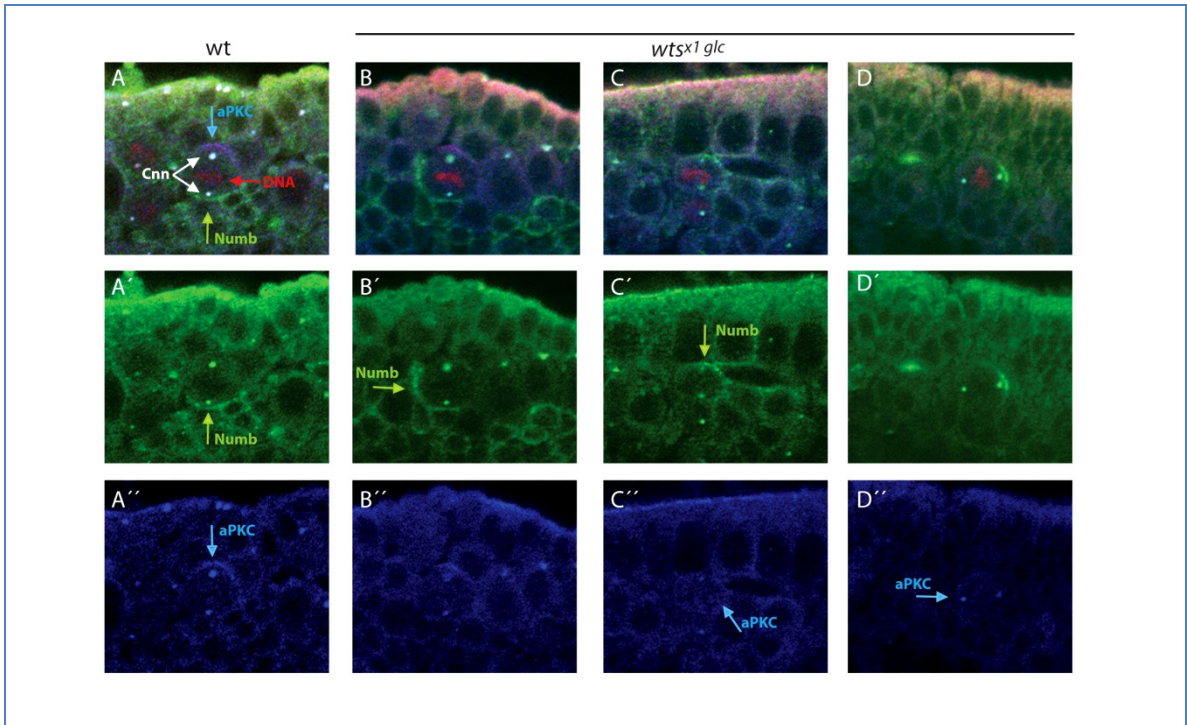 wt
wtsx1 glc
A
aPKC
Cnn
DNA
Numb
B
C
D
A´
Numb
B´
Numb
C´
Numb
D´
A´´
aPKC
B´´
C´´
aPKC
D´´
aPKC